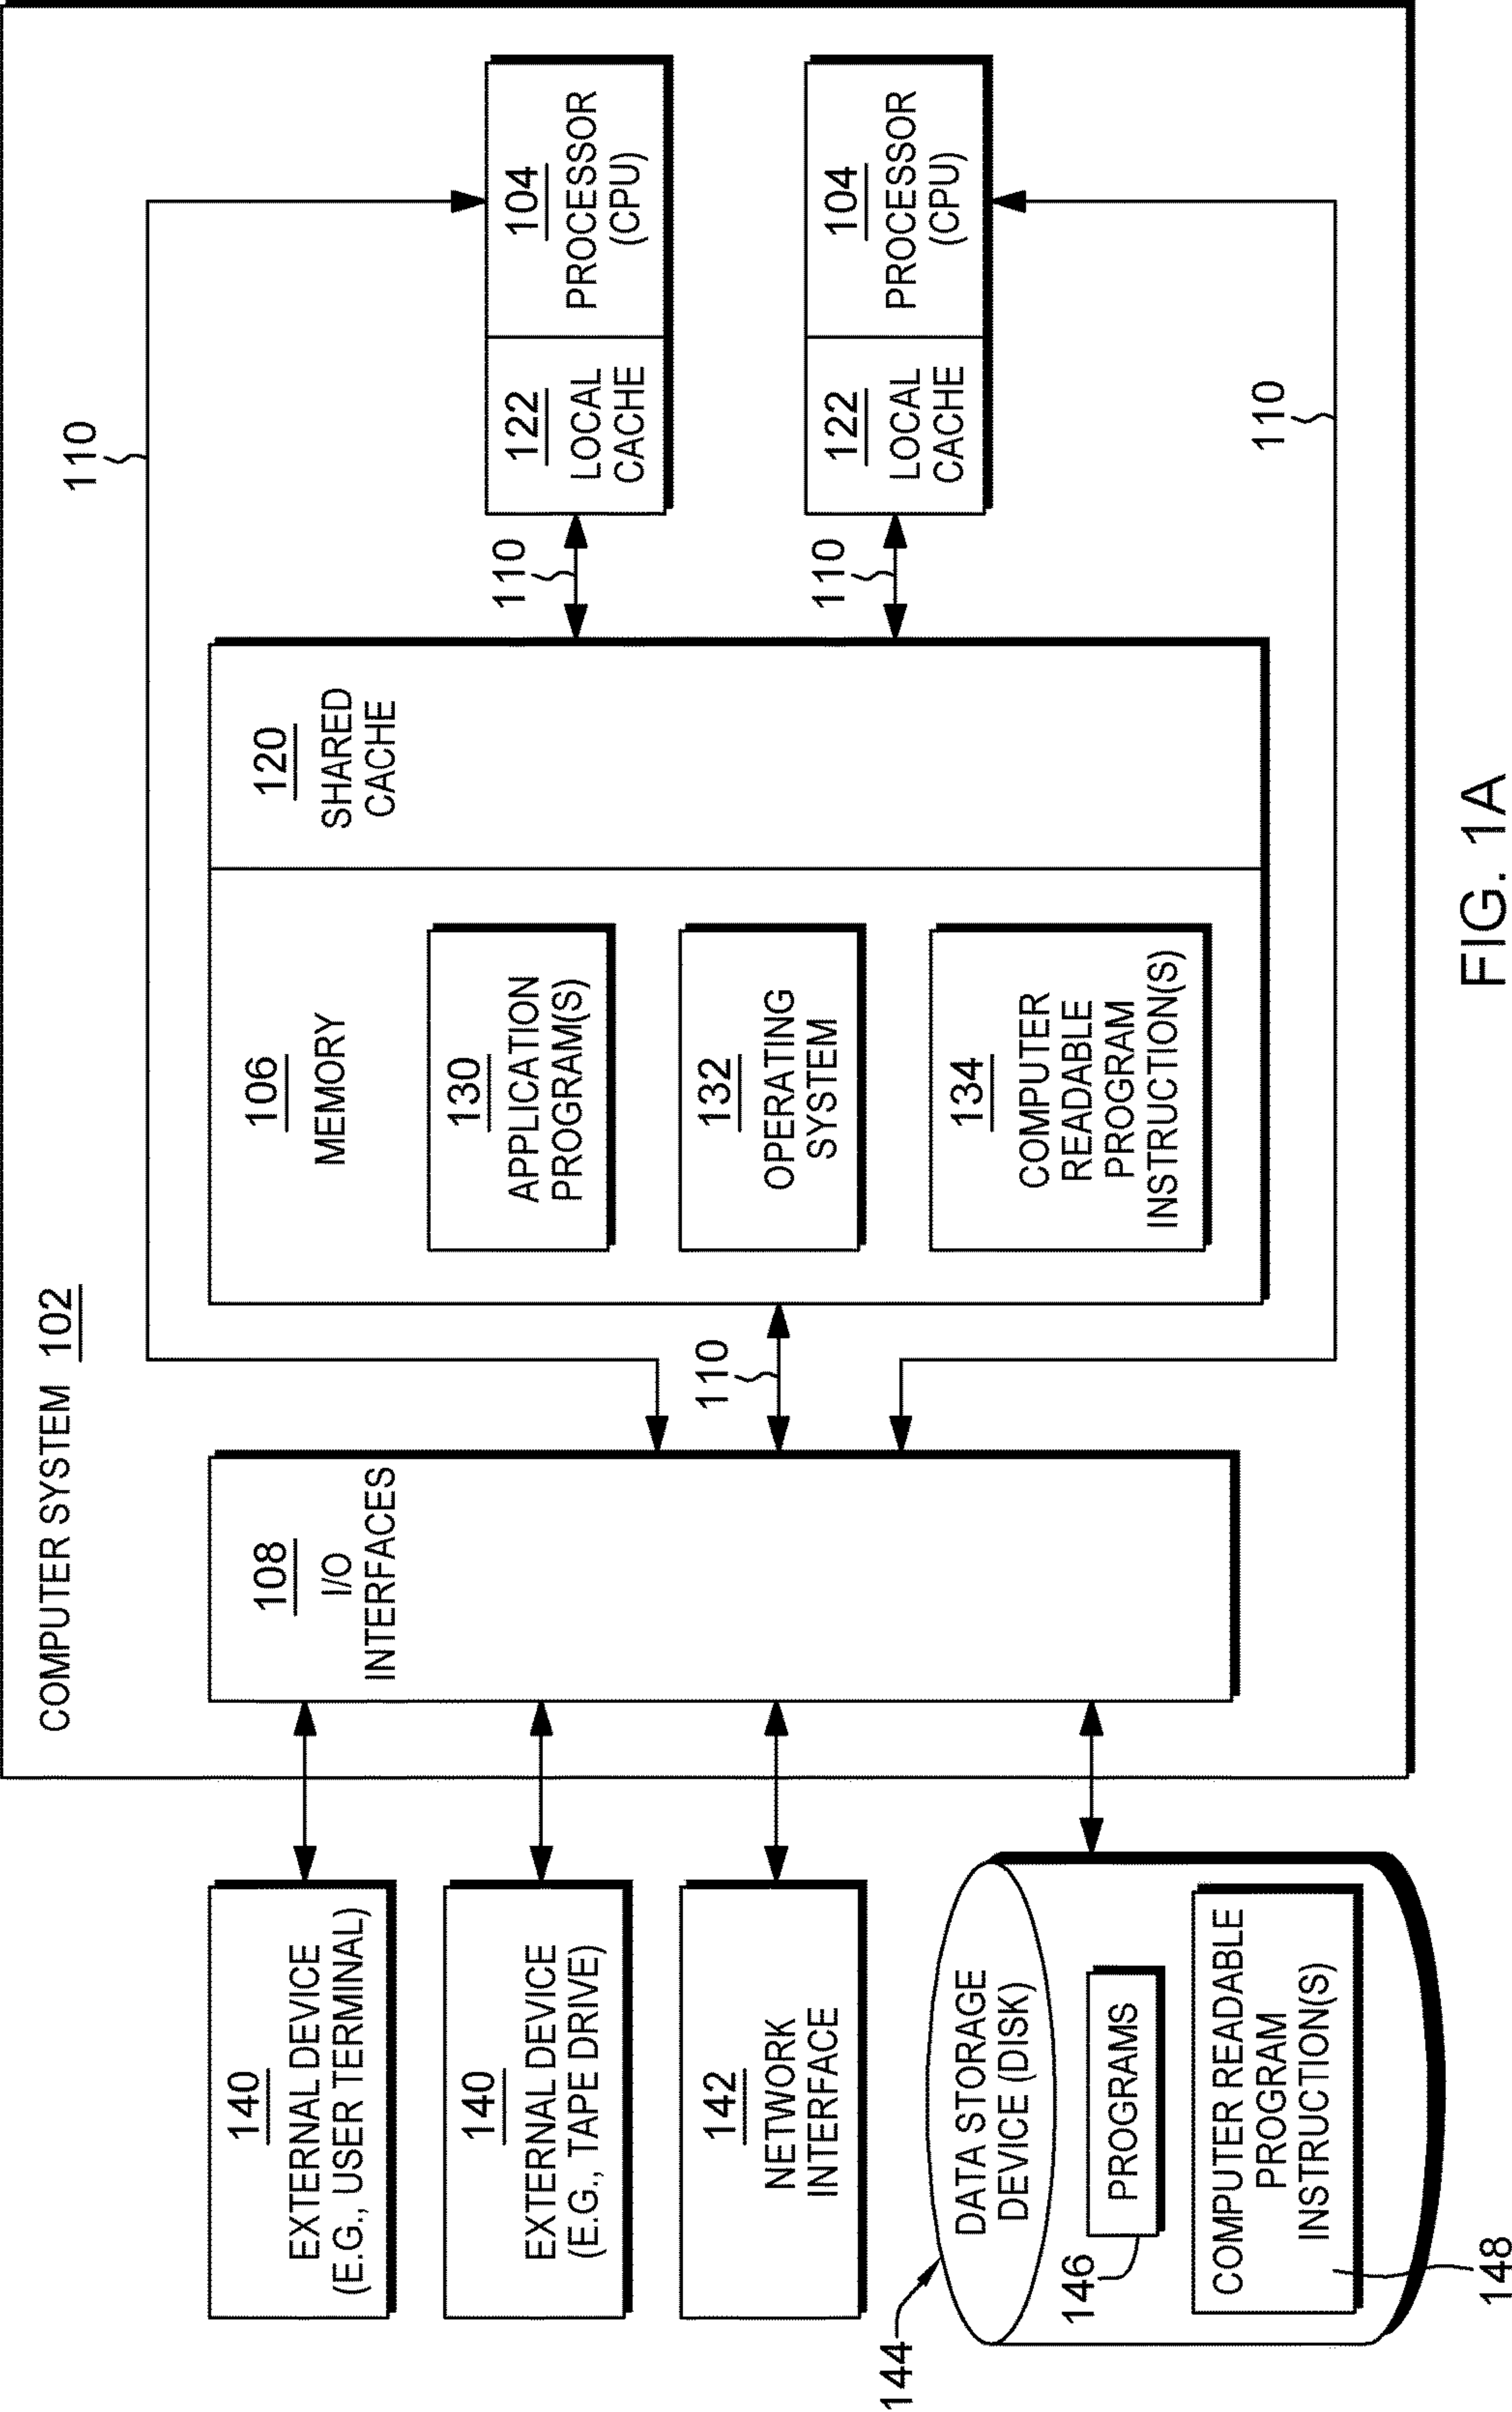 COMPUTER SYSTEM 102
140
EXTERNAL DEVICE
(E.G., USER TERMINAL)
140
EXTERNAL DEVICE
(E.G., TAPE DRIVE)
142
NETWORK
INTERFACE
144
DATA STORAGE
DEVICE (DISK)
146
PROGRAMS
COMPUTER READABLE
PROGRAM
INSTRUCTION(S)
148
108
I/O
INTERFACES
110
110
106
MEMORY
130
APPLICATION
PROGRAM(S)
132
OPERATING
SYSTEM
134
COMPUTER
READABLE
PROGRAM
INSTRUCTION(S)
120
SHARED
CACHE
110
110
122
LOCAL
CACHE
104
PROCESSOR
(CPU)
122
LOCAL
CACHE
104
PROCESSOR
(CPU)
110
FIG. 1A